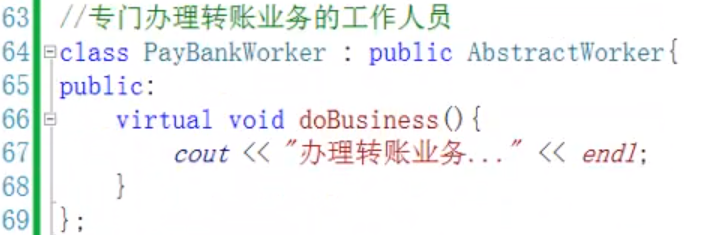 63 //专门办理转账业务的工作人员
64 class PayBankWorker : public AbstractWorker{
65 public:
66     virtual void doBusiness(){
67         cout << "办理转账业务..." << endl;
68     }
69 };